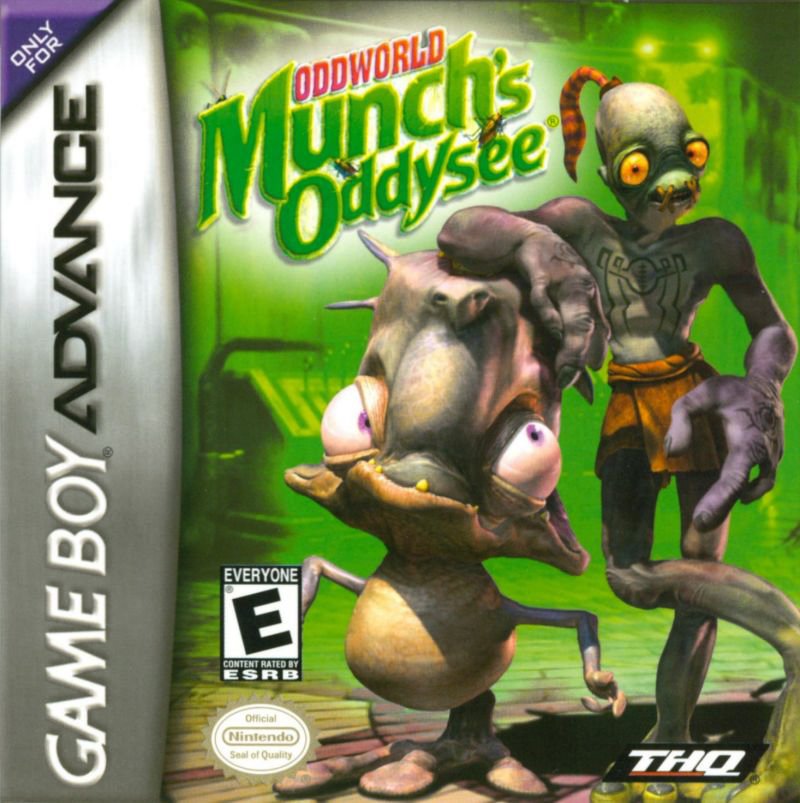 ONLY
FOR
GAME BOY ADVANCE
®
ODDWORLD
Munch's
Oddysee®
EVERYONE
®
E
CONTENT RATED BY
ESRB
Official
Nintendo
Seal of Quality
®
THQ
®